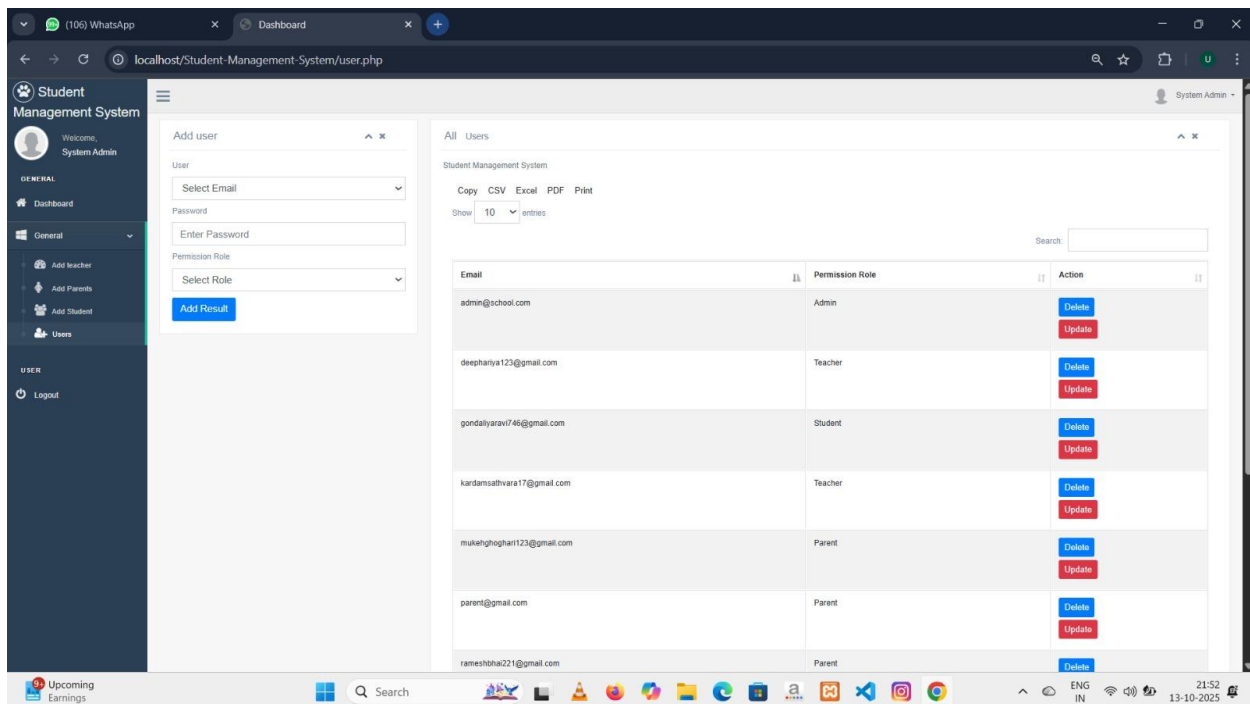 (106) WhatsApp
Dashboard
localhost/Student-Management-System/user.php
U
Student
Management System
Welcome,
System Admin
GENERAL
Dashboard
General
Add teacher
Add Parents
Add Student
Users
USER
Logout
System Admin
Add user
User
Select Email
Password
Enter Password
Permission Role
Select Role
Add Result
All Users
Student Management System
Copy CSV Excel PDF Print
Show 10 entries
Search:
Email Permission Role Action
admin@school.com Admin Delete
Update
deephariya123@gmail.com Teacher Delete
Update
gondaliyaravi746@gmail.com Student Delete
Update
kardamsathvara17@gmail.com Teacher Delete
Update
mukehghoghari123@gmail.com Parent Delete
Update
parent@gmail.com Parent Delete
Update
rameshbhai221@gmail.com Parent Delete
9+ Upcoming
Earnings
Search
a
ENG
IN
21:52
13-10-2025